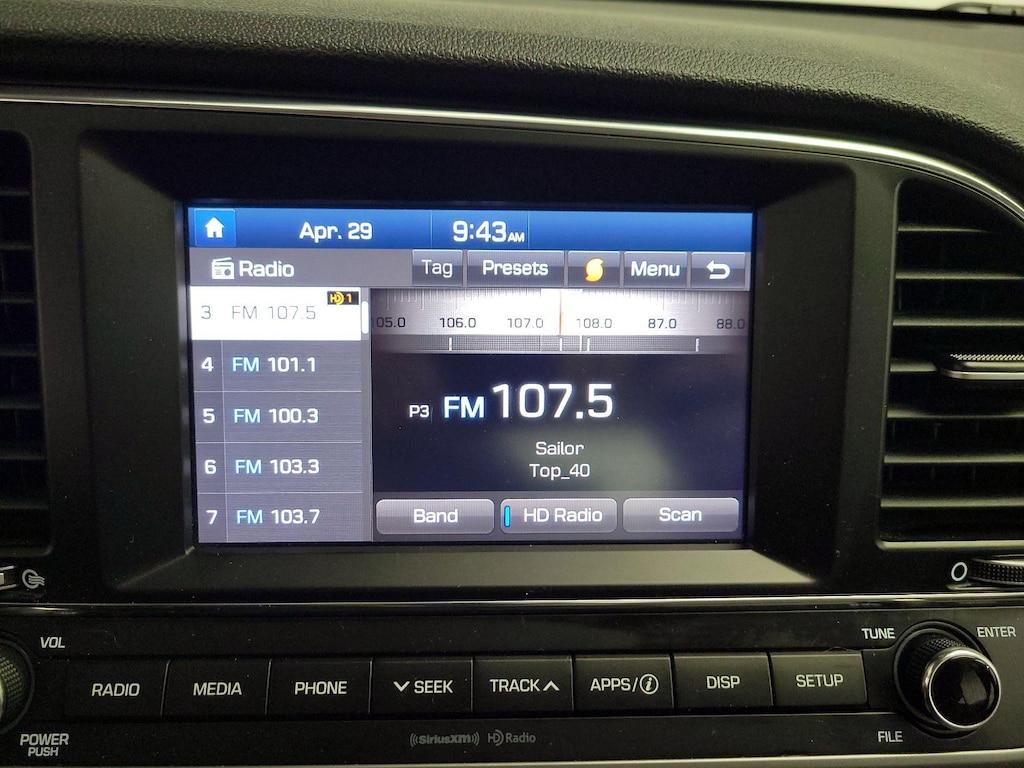 Apr. 29 9:43 AM
Radio Tag Presets Menu
3 FM 107.5 HD 1
4 FM 101.1
5 FM 100.3
6 FM 103.3
7 FM 103.7
05.0 106.0 107.0 108.0 87.0 88.0
P3 FM 107.5
Sailor
Top_40
Band HD Radio Scan
VOL
TUNE ENTER
RADIO MEDIA PHONE SEEK TRACK APPS/i DISP SETUP
POWER
PUSH
((SiriusXM)) HD Radio
FILE